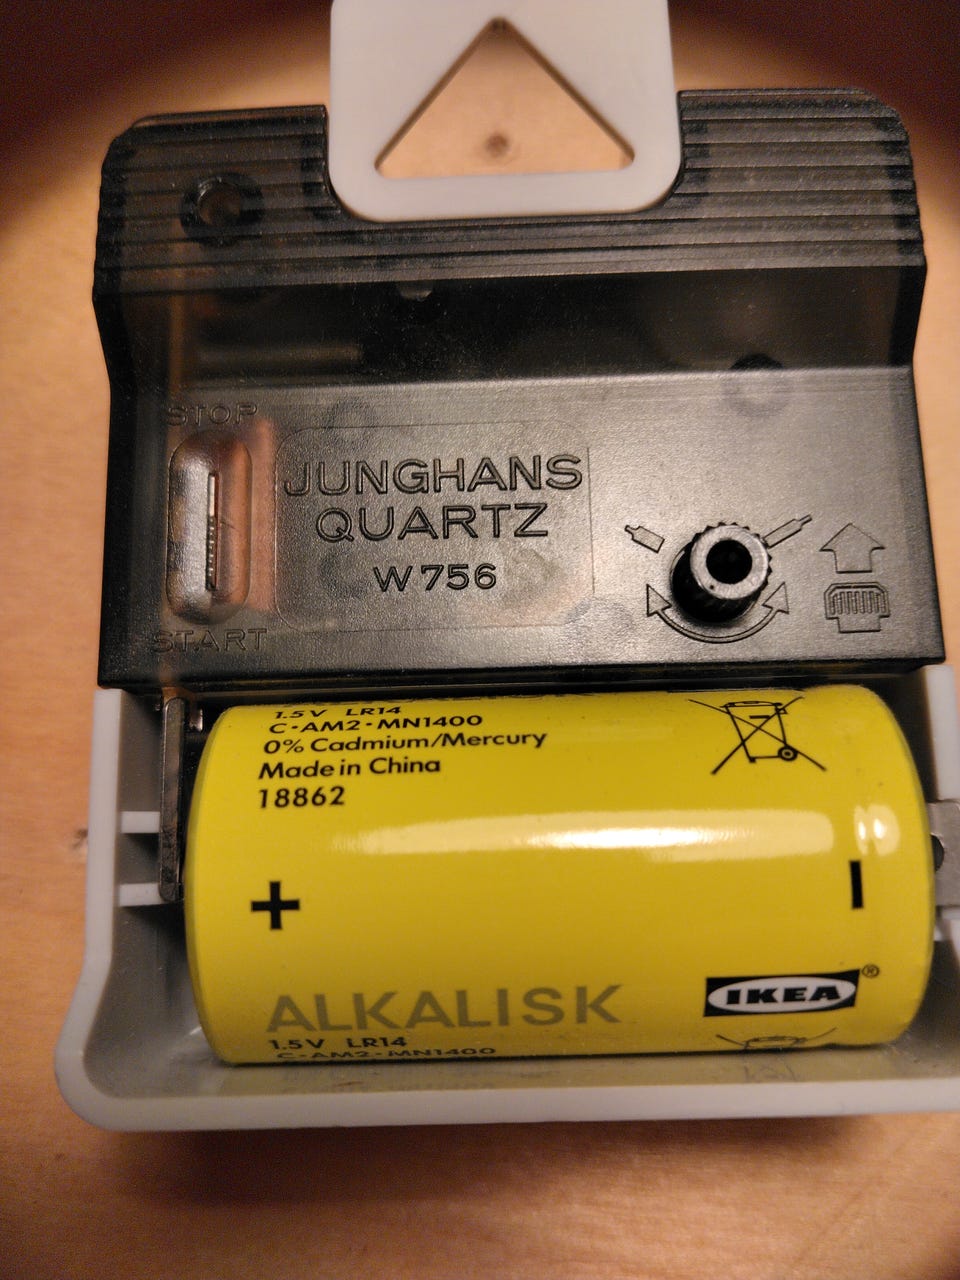 STOP
JUNGHANS
QUARTZ
W756
START
1.5V LR14
C·AM2·MN1400
0% Cadmium/Mercury
Made in China
18862
+ -
ALKALISK
IKEA®
1.5V LR14
C·AM2·MN1400